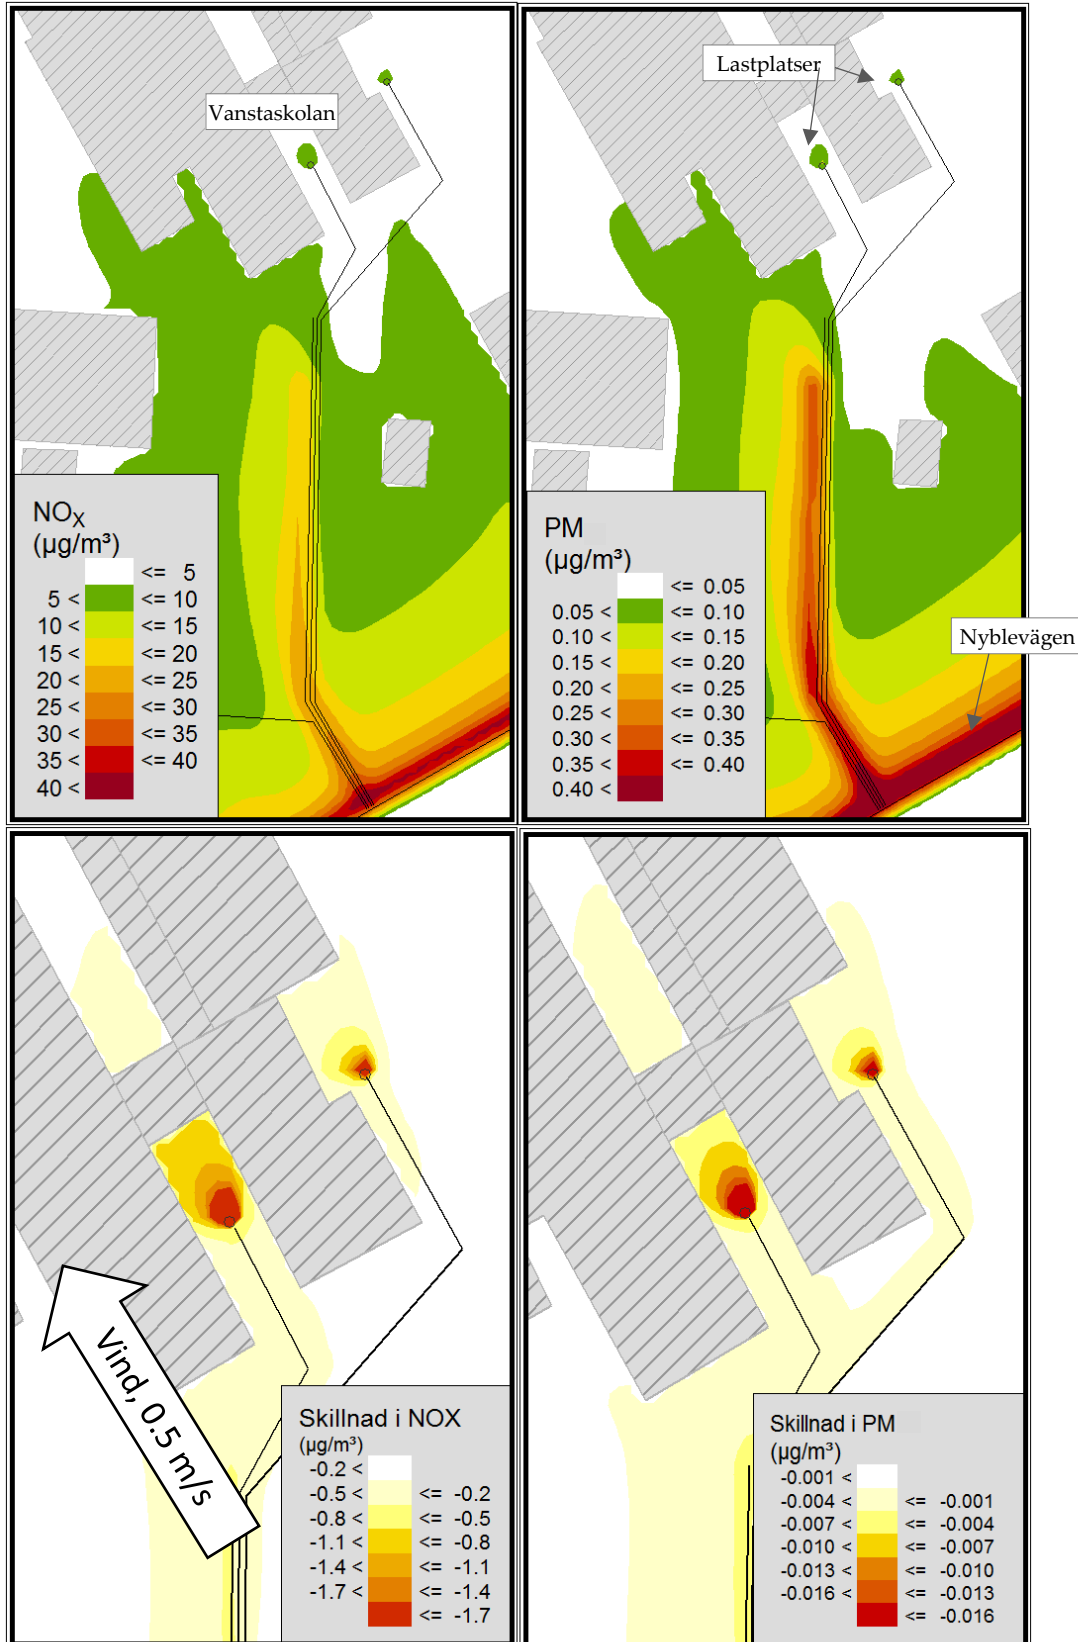 Vanstaskolan
Lastplatser
NOX
(µg/m³)
<= 5
5 < <= 10
10 < <= 15
15 < <= 20
20 < <= 25
25 < <= 30
30 < <= 35
35 < <= 40
40 <
PM
(µg/m³)
<= 0.05
0.05 < <= 0.10
0.10 < <= 0.15
0.15 < <= 0.20
0.20 < <= 0.25
0.25 < <= 0.30
0.30 < <= 0.35
0.35 < <= 0.40
0.40 <
Nyblevägen
Vind, 0.5 m/s
Skillnad i NOX
(µg/m³)
-0.2 <
-0.5 < <= -0.2
-0.8 < <= -0.5
-1.1 < <= -0.8
-1.4 < <= -1.1
-1.7 < <= -1.4
<= -1.7
Skillnad i PM
(µg/m³)
-0.001 <
-0.004 < <= -0.001
-0.007 < <= -0.004
-0.010 < <= -0.007
-0.013 < <= -0.010
-0.016 < <= -0.013
<= -0.016